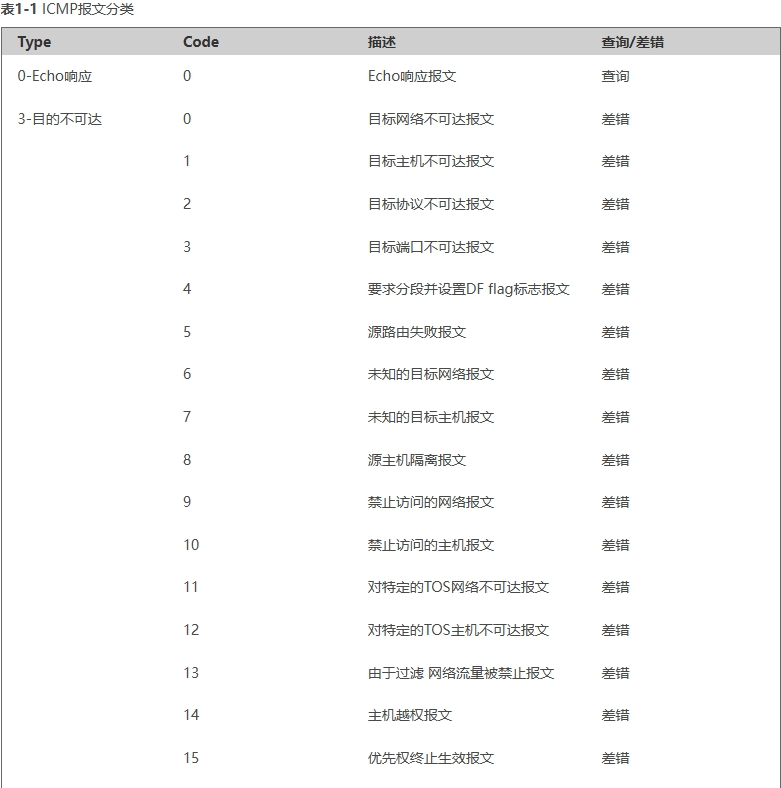 表1-1 ICMP报文分类
Type Code 描述 查询/差错
0-Echo响应 0 Echo响应报文 查询
3-目的不可达 0 目标网络不可达报文 差错
1 目标主机不可达报文 差错
2 目标协议不可达报文 差错
3 目标端口不可达报文 差错
4 要求分段并设置DF flag标志报文 差错
5 源路由失败报文 差错
6 未知的目标网络报文 差错
7 未知的目标主机报文 差错
8 源主机隔离报文 差错
9 禁止访问的网络报文 差错
10 禁止访问的主机报文 差错
11 对特定的TOS网络不可达报文 差错
12 对特定的TOS主机不可达报文 差错
13 由于过滤 网络流量被禁止报文 差错
14 主机越权报文 差错
15 优先权终止生效报文 差错